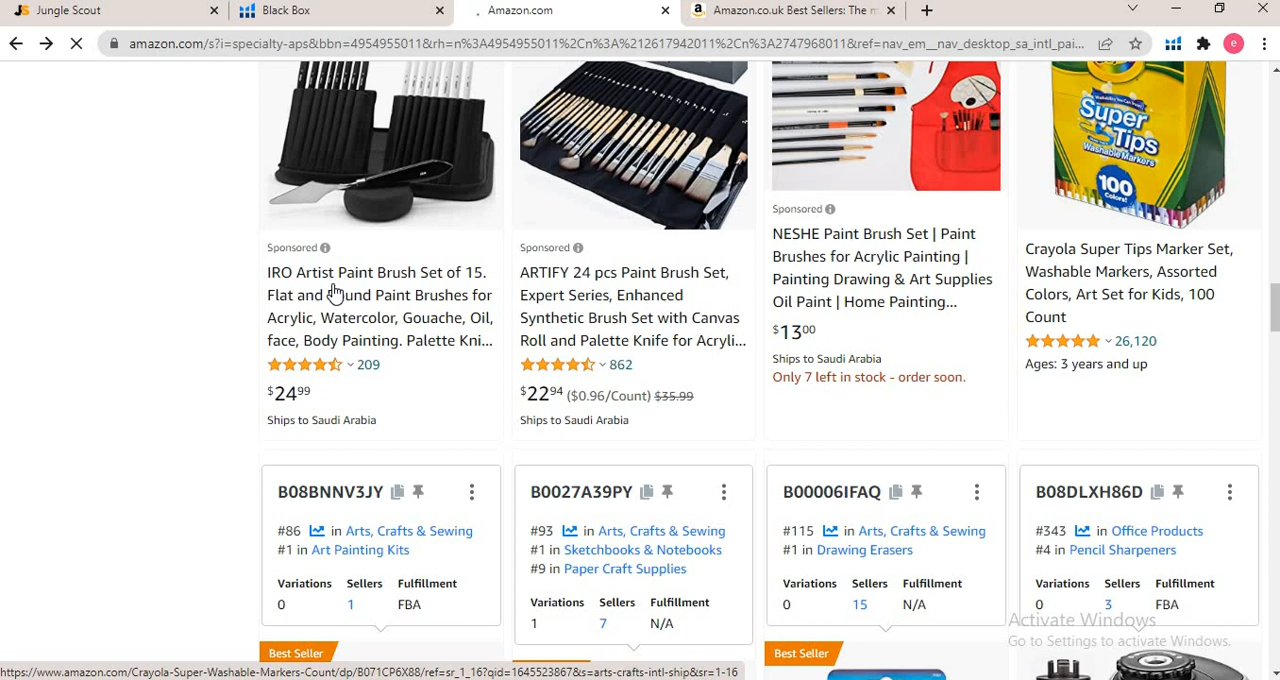 Jungle Scout
Black Box
Amazon.com
Amazon.co.uk Best Sellers: The m
amazon.com/s?i=specialty-aps&bbn=4954955011&rh=n%3A4954955011%2Cn%3A%212617942011%2Cn%3A2747968011&ref=nav_em__nav_desktop_sa_intl_pai...
e
Super
Tips
Washable Markers
100
Colors!
Sponsored
IRO Artist Paint Brush Set of 15.
Flat and Round Paint Brushes for
Acrylic, Watercolor, Gouache, Oil,
face, Body Painting. Palette Kni...
209
$24.99
Ships to Saudi Arabia
Sponsored
ARTIFY 24 pcs Paint Brush Set,
Expert Series, Enhanced
Synthetic Brush Set with Canvas
Roll and Palette Knife for Acryli...
862
$22.94 ($0.96/Count) $35.99
Ships to Saudi Arabia
Sponsored
NESHE Paint Brush Set | Paint
Brushes for Acrylic Painting |
Painting Drawing & Art Supplies
Oil Paint | Home Painting...
$13.00
Ships to Saudi Arabia
Only 7 left in stock - order soon.
Crayola Super Tips Marker Set,
Washable Markers, Assorted
Colors, Art Set for Kids, 100
Count
26,120
Ages: 3 years and up
B08BNNV3JY
#86 in Arts, Crafts & Sewing
#1 in Art Painting Kits
Variations Sellers Fulfillment
0 1 FBA
Best Seller
B0027A39PY
#93 in Arts, Crafts & Sewing
#1 in Sketchbooks & Notebooks
#9 in Paper Craft Supplies
Variations Sellers Fulfillment
1 7 N/A
B00006IFAQ
#115 in Arts, Crafts & Sewing
#1 in Drawing Erasers
Variations Sellers Fulfillment
0 15 N/A
Best Seller
B08DLXH86D
#343 in Office Products
#4 in Pencil Sharpeners
Variations Sellers Fulfillment
0 3 FBA
Activate Windows
Go to Settings to activate Windows.
https://www.amazon.com/Crayola-Super-Washable-Markers-Count/dp/B071CP6X88/ref=sr_1_16?qid=1645523867&s=arts-crafts-intl-ship&sr=1-16